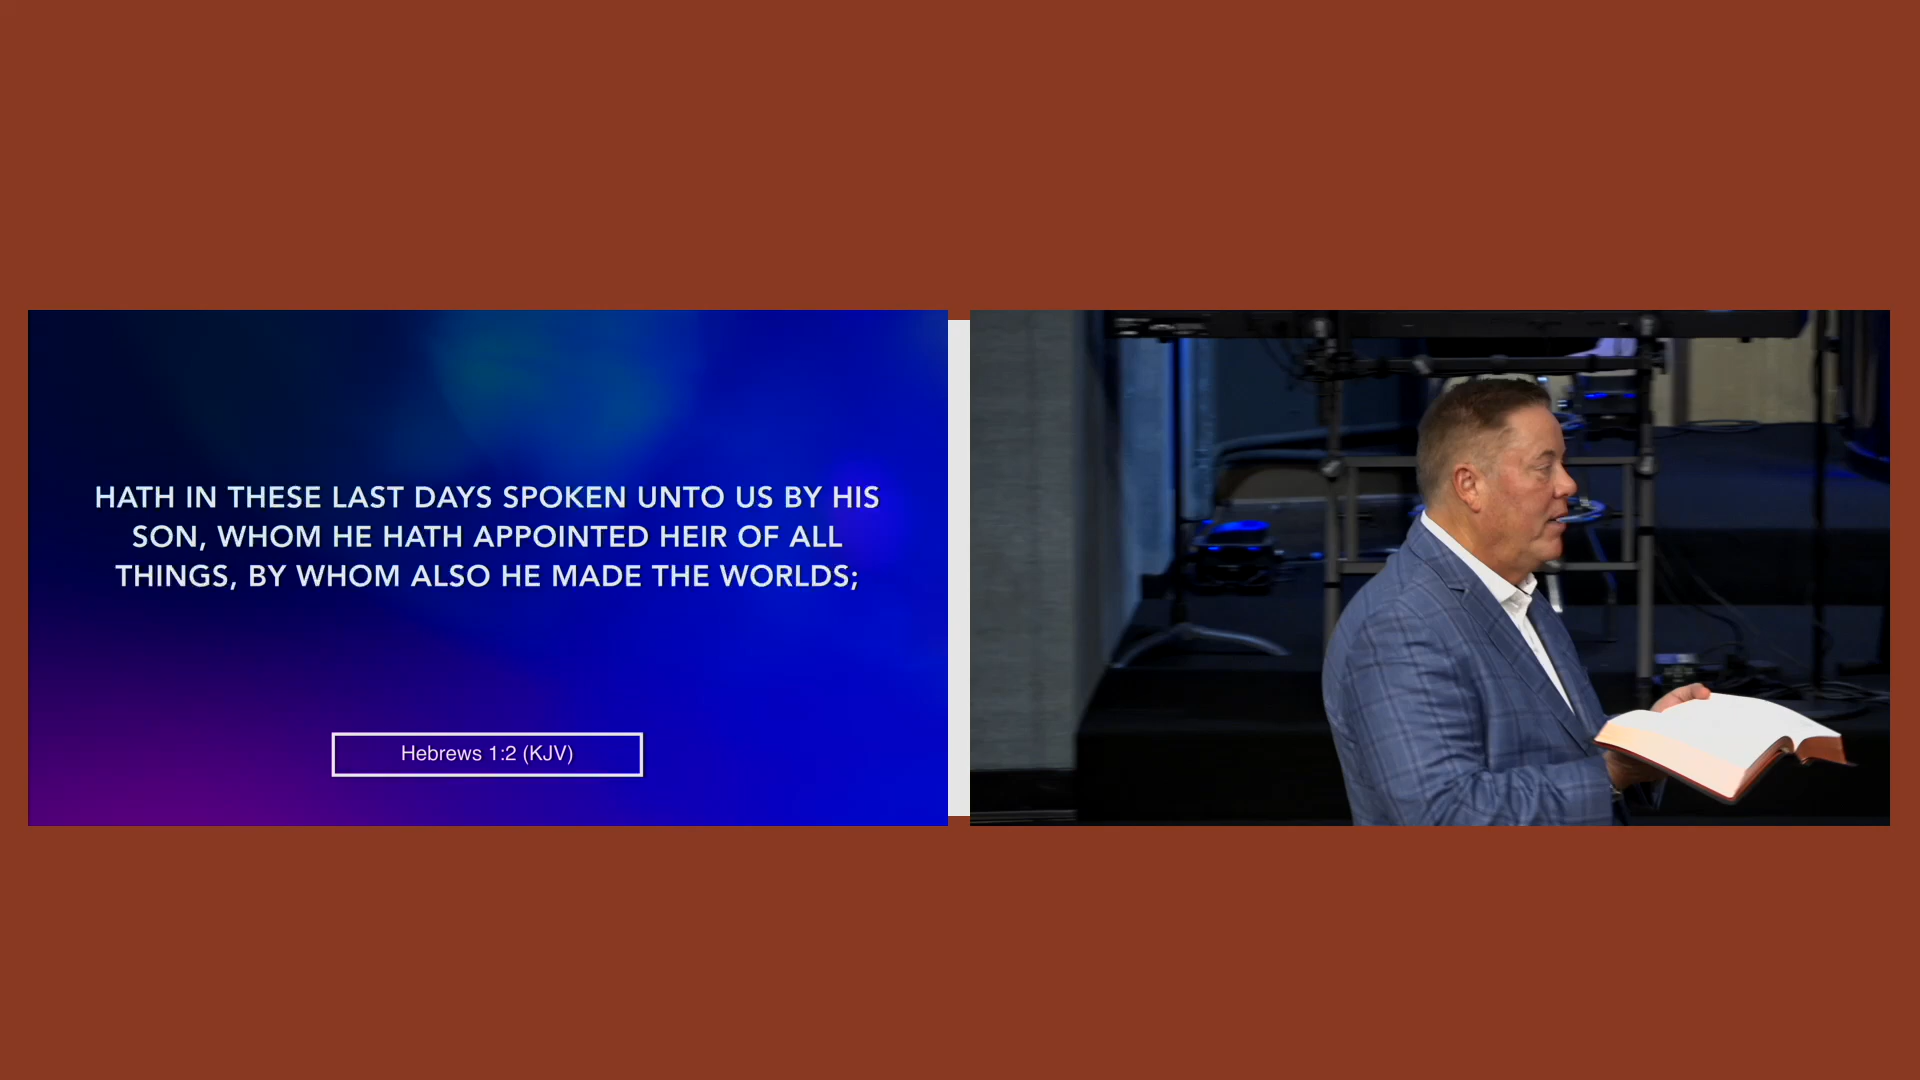 HATH IN THESE LAST DAYS SPOKEN UNTO US BY HIS
SON, WHOM HE HATH APPOINTED HEIR OF ALL
THINGS, BY WHOM ALSO HE MADE THE WORLDS;
Hebrews 1:2 (KJV)